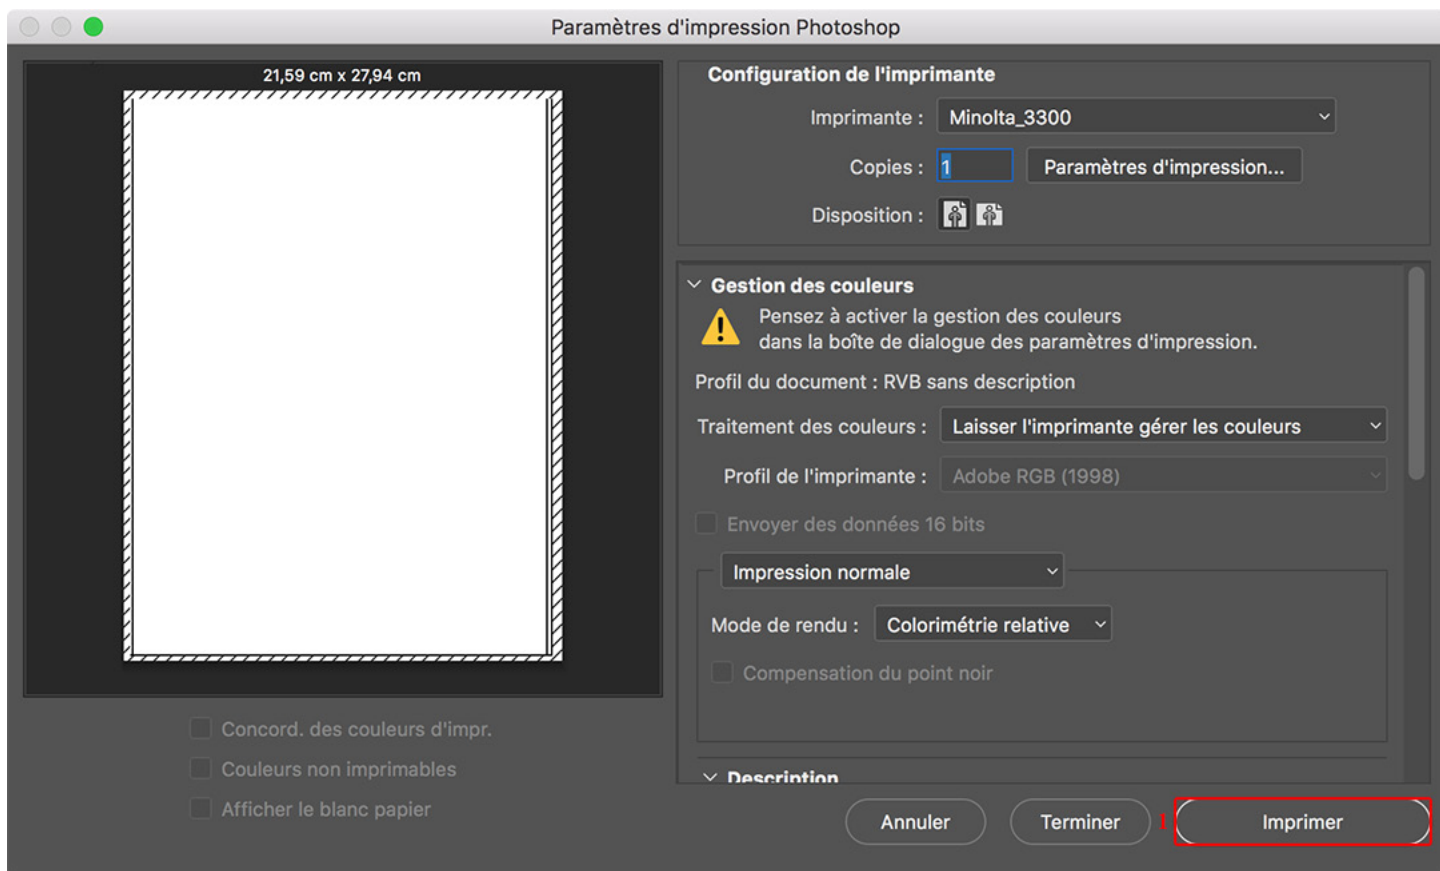 Paramètres d'impression Photoshop
21,59 cm x 27,94 cm
Configuration de l'imprimante
Imprimante : Minolta_3300
Copies : 1 Paramètres d'impression...
Disposition :
Gestion des couleurs
Pensez à activer la gestion des couleurs
dans la boîte de dialogue des paramètres d'impression.
Profil du document : RVB sans description
Traitement des couleurs : Laisser l'imprimante gérer les couleurs
Profil de l'imprimante : Adobe RGB (1998)
Envoyer des données 16 bits
Impression normale
Mode de rendu : Colorimétrie relative
Compensation du point noir
Description
Concord. des couleurs d'impr.
Couleurs non imprimables
Afficher le blanc papier
Annuler Terminer 1 Imprimer